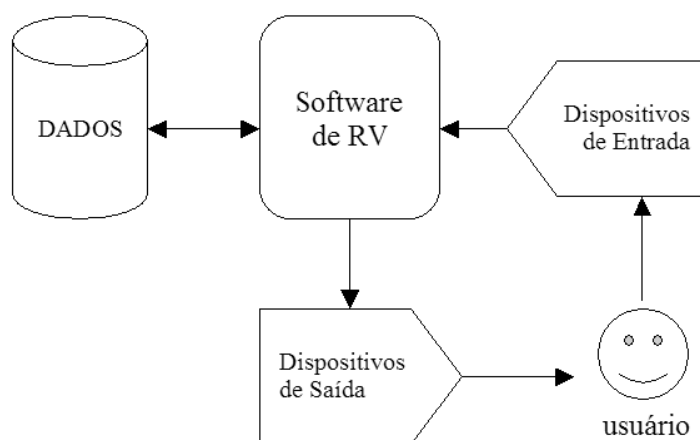 DADOS
Software
de RV
Dispositivos
de Entrada
Dispositivos
de Saída
usuário